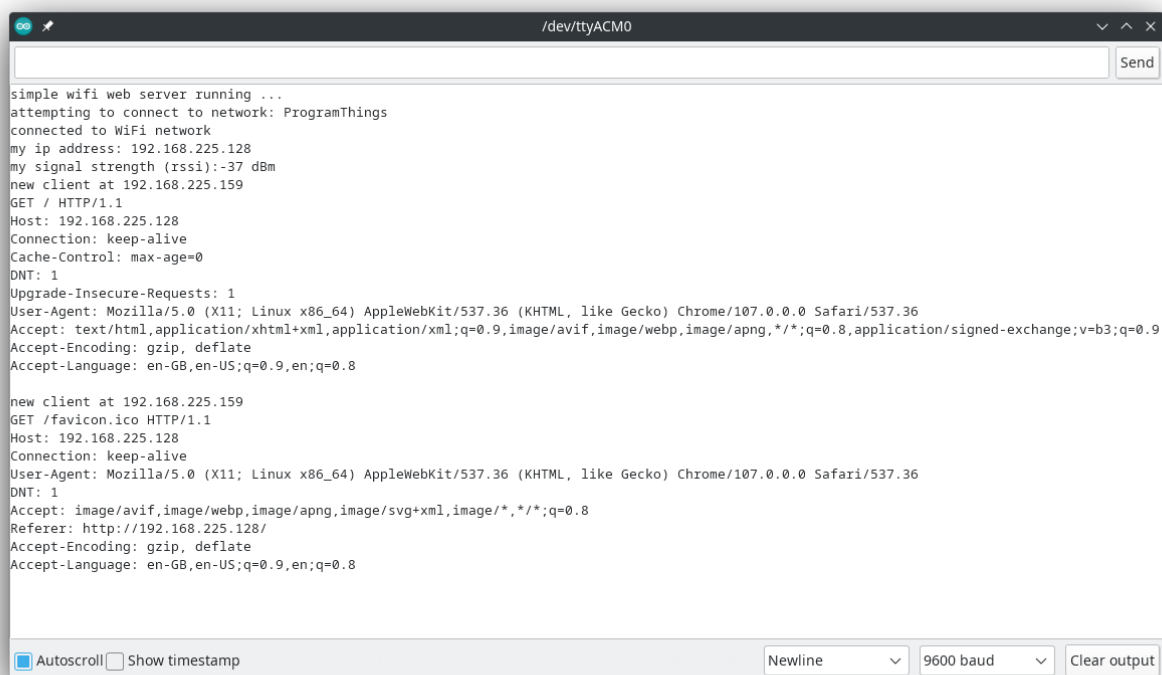 /dev/ttyACM0
Send
simple wifi web server running ...
attempting to connect to network: ProgramThings
connected to WiFi network
my ip address: 192.168.225.128
my signal strength (rssi):-37 dBm
new client at 192.168.225.159
GET / HTTP/1.1
Host: 192.168.225.128
Connection: keep-alive
Cache-Control: max-age=0
DNT: 1
Upgrade-Insecure-Requests: 1
User-Agent: Mozilla/5.0 (X11; Linux x86_64) AppleWebKit/537.36 (KHTML, like Gecko) Chrome/107.0.0.0 Safari/537.36
Accept: text/html,application/xhtml+xml,application/xml;q=0.9,image/avif,image/webp,image/apng,*/*;q=0.8,application/signed-exchange;v=b3;q=0.9
Accept-Encoding: gzip, deflate
Accept-Language: en-GB,en-US;q=0.9,en;q=0.8

new client at 192.168.225.159
GET /favicon.ico HTTP/1.1
Host: 192.168.225.128
Connection: keep-alive
User-Agent: Mozilla/5.0 (X11; Linux x86_64) AppleWebKit/537.36 (KHTML, like Gecko) Chrome/107.0.0.0 Safari/537.36
DNT: 1
Accept: image/avif,image/webp,image/apng,image/svg+xml,image/*,*/*;q=0.8
Referer: http://192.168.225.128/
Accept-Encoding: gzip, deflate
Accept-Language: en-GB,en-US;q=0.9,en;q=0.8
Autoscroll Show timestamp Newline 9600 baud Clear output